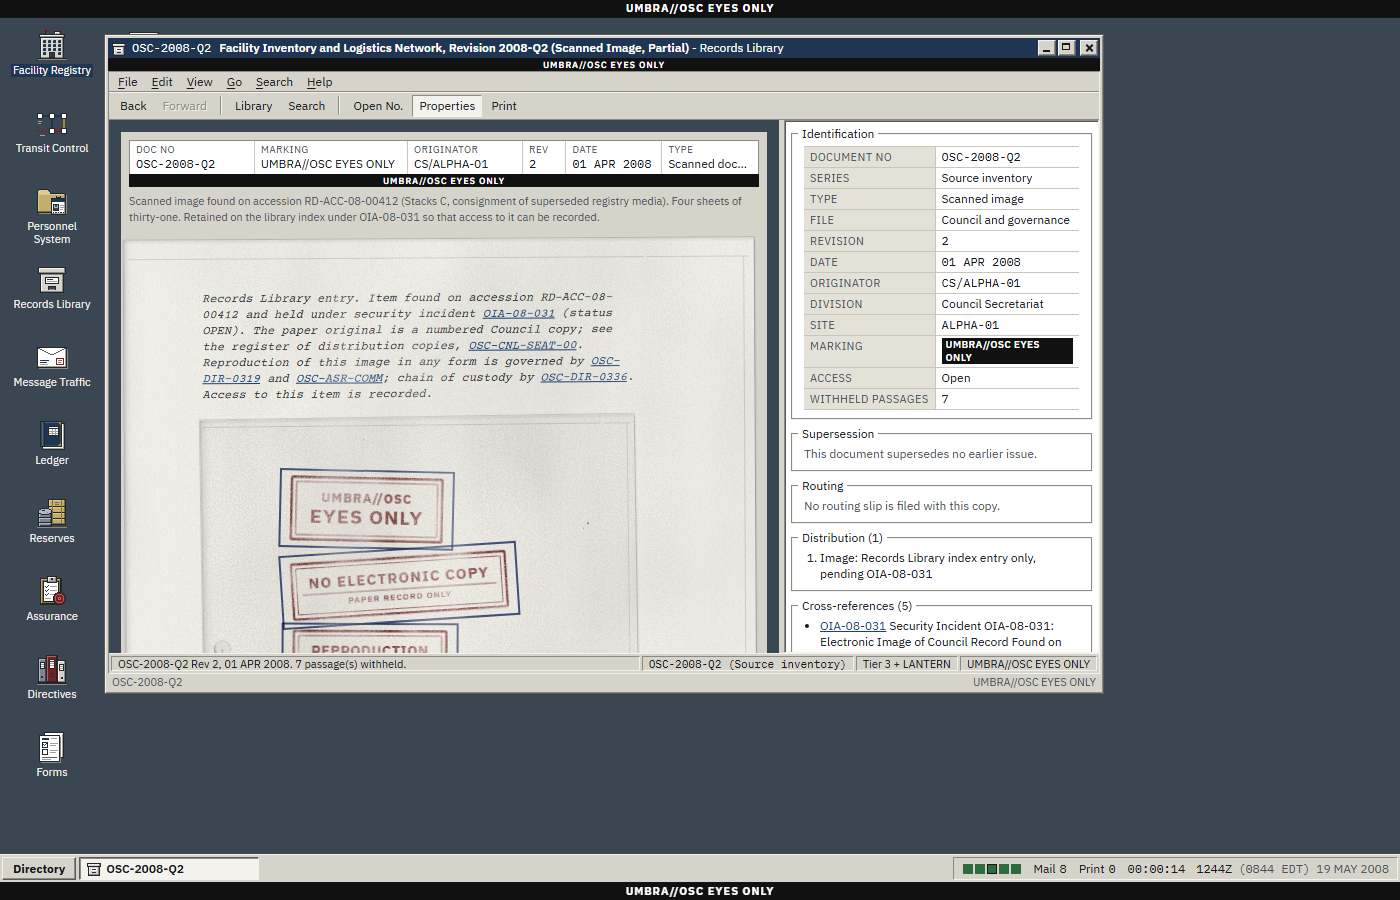 UMBRA//OSC EYES ONLY
OSC-2008-Q2 Facility Inventory and Logistics Network, Revision 2008-Q2 (Scanned Image, Partial) - Records Library
UMBRA//OSC EYES ONLY
File Edit View Go Search Help
Back Forward Library Search Open No. Properties Print
Facility Registry
Transit Control
Personnel
System
Records Library
Message Traffic
Ledger
Reserves
Assurance
Directives
Forms
DOC NO MARKING ORIGINATOR REV DATE TYPE
OSC-2008-Q2 UMBRA//OSC EYES ONLY CS/ALPHA-01 2 01 APR 2008 Scanned doc...
UMBRA//OSC EYES ONLY
Scanned image found on accession RD-ACC-08-00412 (Stacks C, consignment of superseded registry media). Four sheets of
thirty-one. Retained on the library index under OIA-08-031 so that access to it can be recorded.
Records Library entry. Item found on accession RD-ACC-08-
00412 and held under security incident OIA-08-031 (status
OPEN). The paper original is a numbered Council copy; see
the register of distribution copies, OSC-CNL-SEAT-00.
Reproduction of this image in any form is governed by OSC-
DIR-0319 and OSC-ASR-COMM; chain of custody by OSC-DIR-0336.
Access to this item is recorded.
UMBRA//OSC
EYES ONLY
NO ELECTRONIC COPY
PAPER RECORD ONLY
REPRODUCTION
Identification
DOCUMENT NO OSC-2008-Q2
SERIES Source inventory
TYPE Scanned image
FILE Council and governance
REVISION 2
DATE 01 APR 2008
ORIGINATOR CS/ALPHA-01
DIVISION Council Secretariat
SITE ALPHA-01
MARKING UMBRA//OSC EYES
ONLY
ACCESS Open
WITHHELD PASSAGES 7
Supersession
This document supersedes no earlier issue.
Routing
No routing slip is filed with this copy.
Distribution (1)
1. Image: Records Library index entry only,
pending OIA-08-031
Cross-references (5)
• OIA-08-031 Security Incident OIA-08-031:
Electronic Image of Council Record Found on
OSC-2008-Q2 Rev 2, 01 APR 2008. 7 passage(s) withheld. OSC-2008-Q2 (Source inventory) Tier 3 + LANTERN UMBRA//OSC EYES ONLY
OSC-2008-Q2 UMBRA//OSC EYES ONLY
Directory OSC-2008-Q2 Mail 8 Print 0 00:00:14 1244Z (0844 EDT) 19 MAY 2008
UMBRA//OSC EYES ONLY